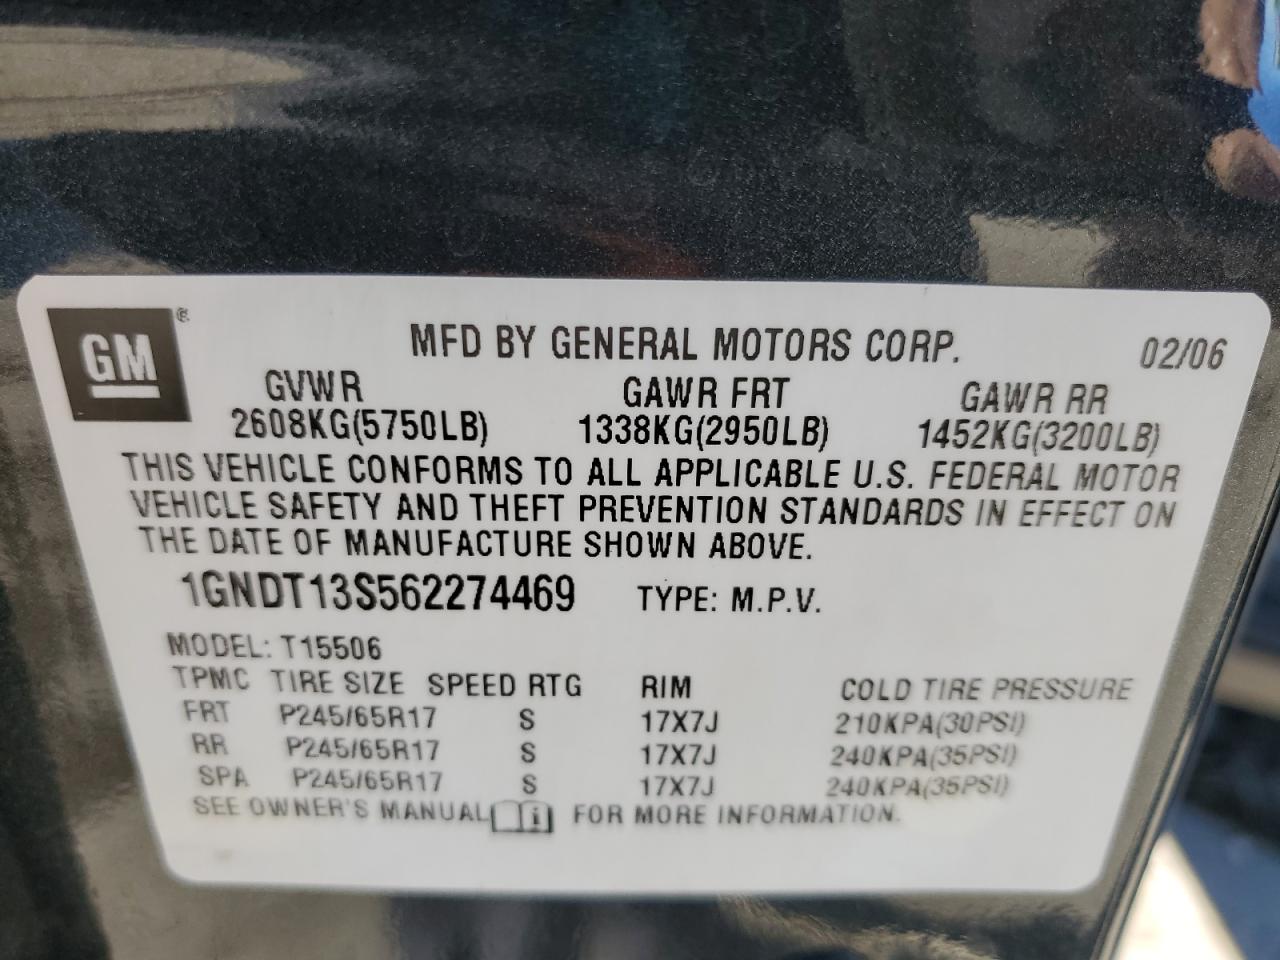 GM ®
MFD BY GENERAL MOTORS CORP. 02/06
GVWR GAWR FRT GAWR RR
2608KG(5750LB) 1338KG(2950LB) 1452KG(3200LB)
THIS VEHICLE CONFORMS TO ALL APPLICABLE U.S. FEDERAL MOTOR
VEHICLE SAFETY AND THEFT PREVENTION STANDARDS IN EFFECT ON
THE DATE OF MANUFACTURE SHOWN ABOVE.
1GNDT13S562274469 TYPE: M.P.V.
MODEL: T15506
TPMC TIRE SIZE SPEED RTG RIM COLD TIRE PRESSURE
FRT P245/65R17 S 17X7J 210KPA(30PSI)
RR P245/65R17 S 17X7J 240KPA(35PSI)
SPA P245/65R17 S 17X7J 240KPA(35PSI)
SEE OWNER'S MANUAL i FOR MORE INFORMATION.